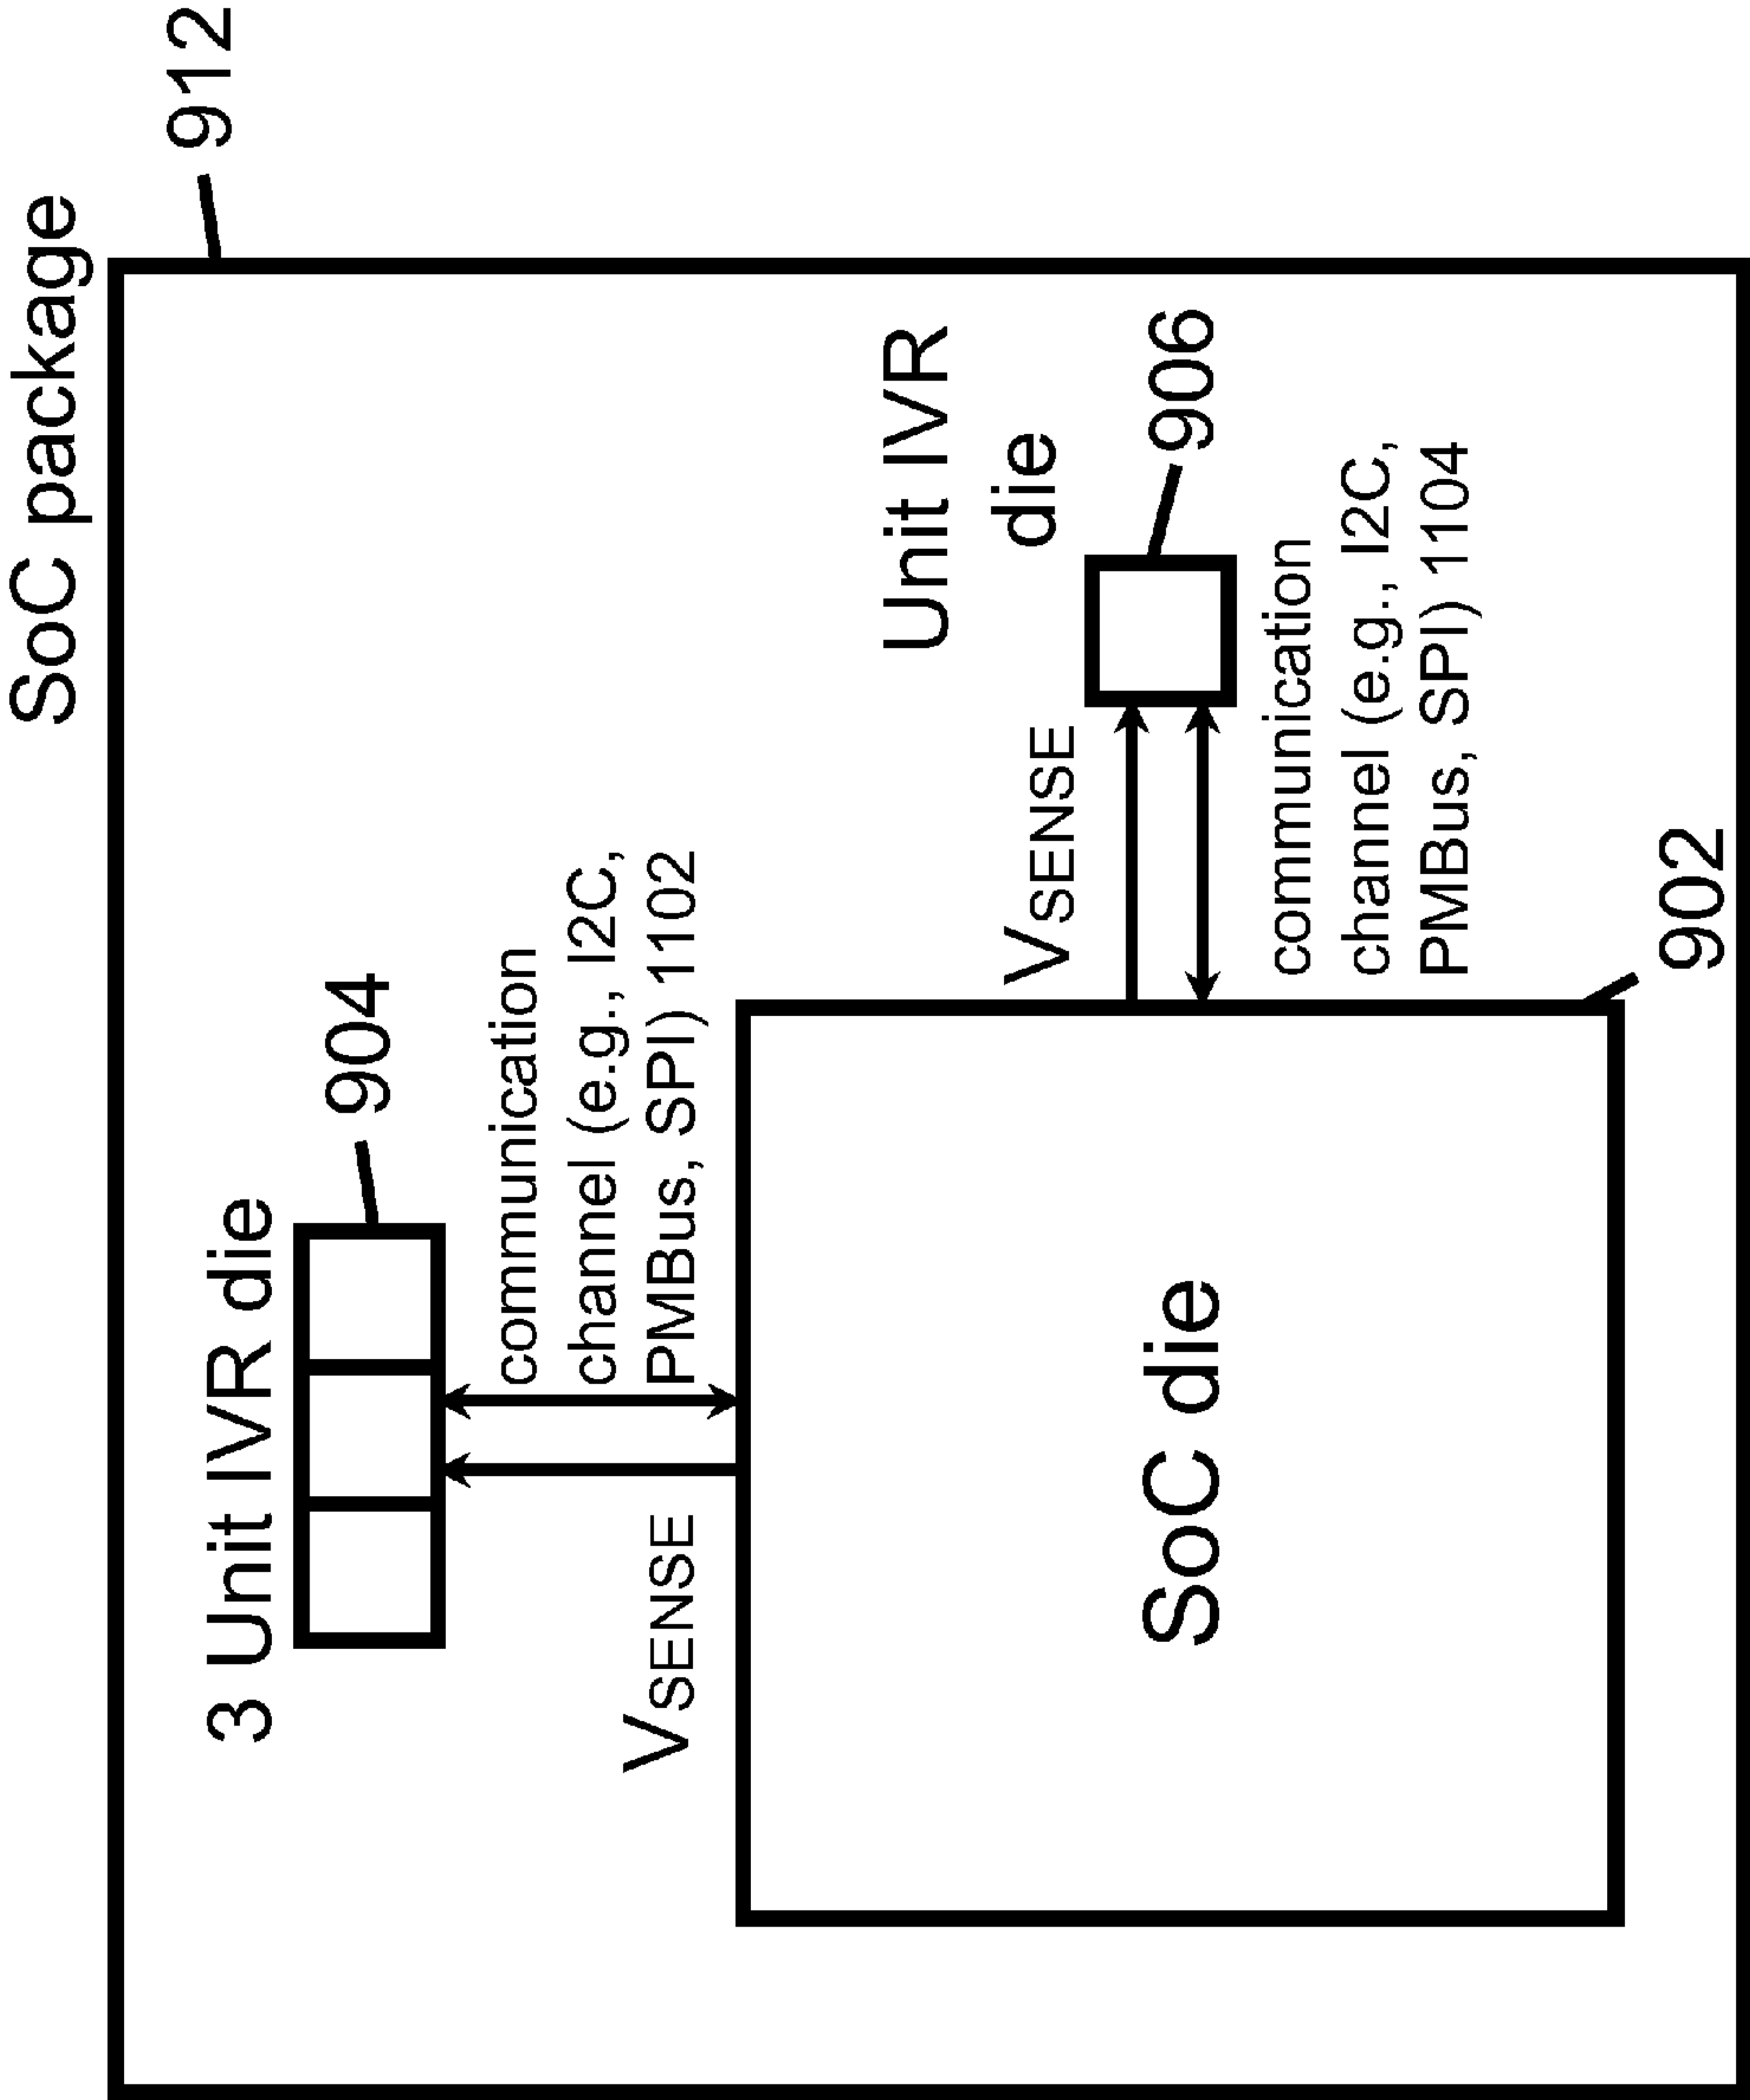 SoC package
912
3 Unit IVR die
904
communication
channel (e.g., I2C,
PMBus, SPI) 1102
VSENSE
Unit IVR
die
906
VSENSE
communication
channel (e.g., I2C,
PMBus, SPI) 1104
SoC die
902